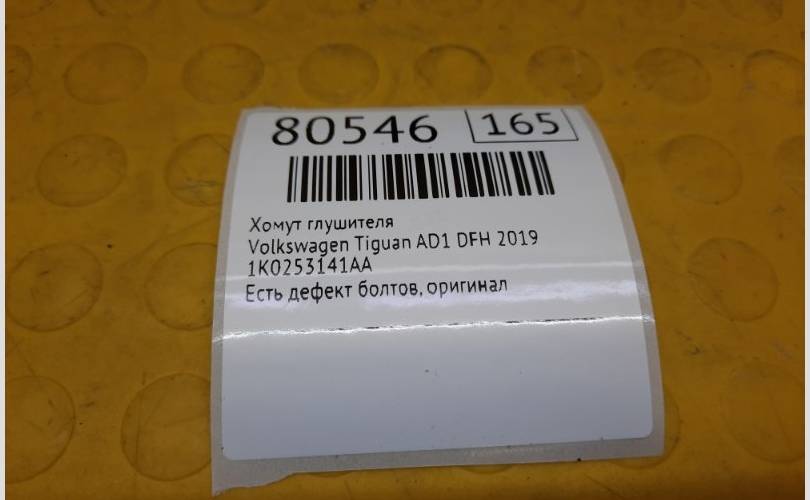 80546 165
Хомут глушителя
Volkswagen Tiguan AD1 DFH 2019
1K0253141AA
Есть дефект болтов, оригинал